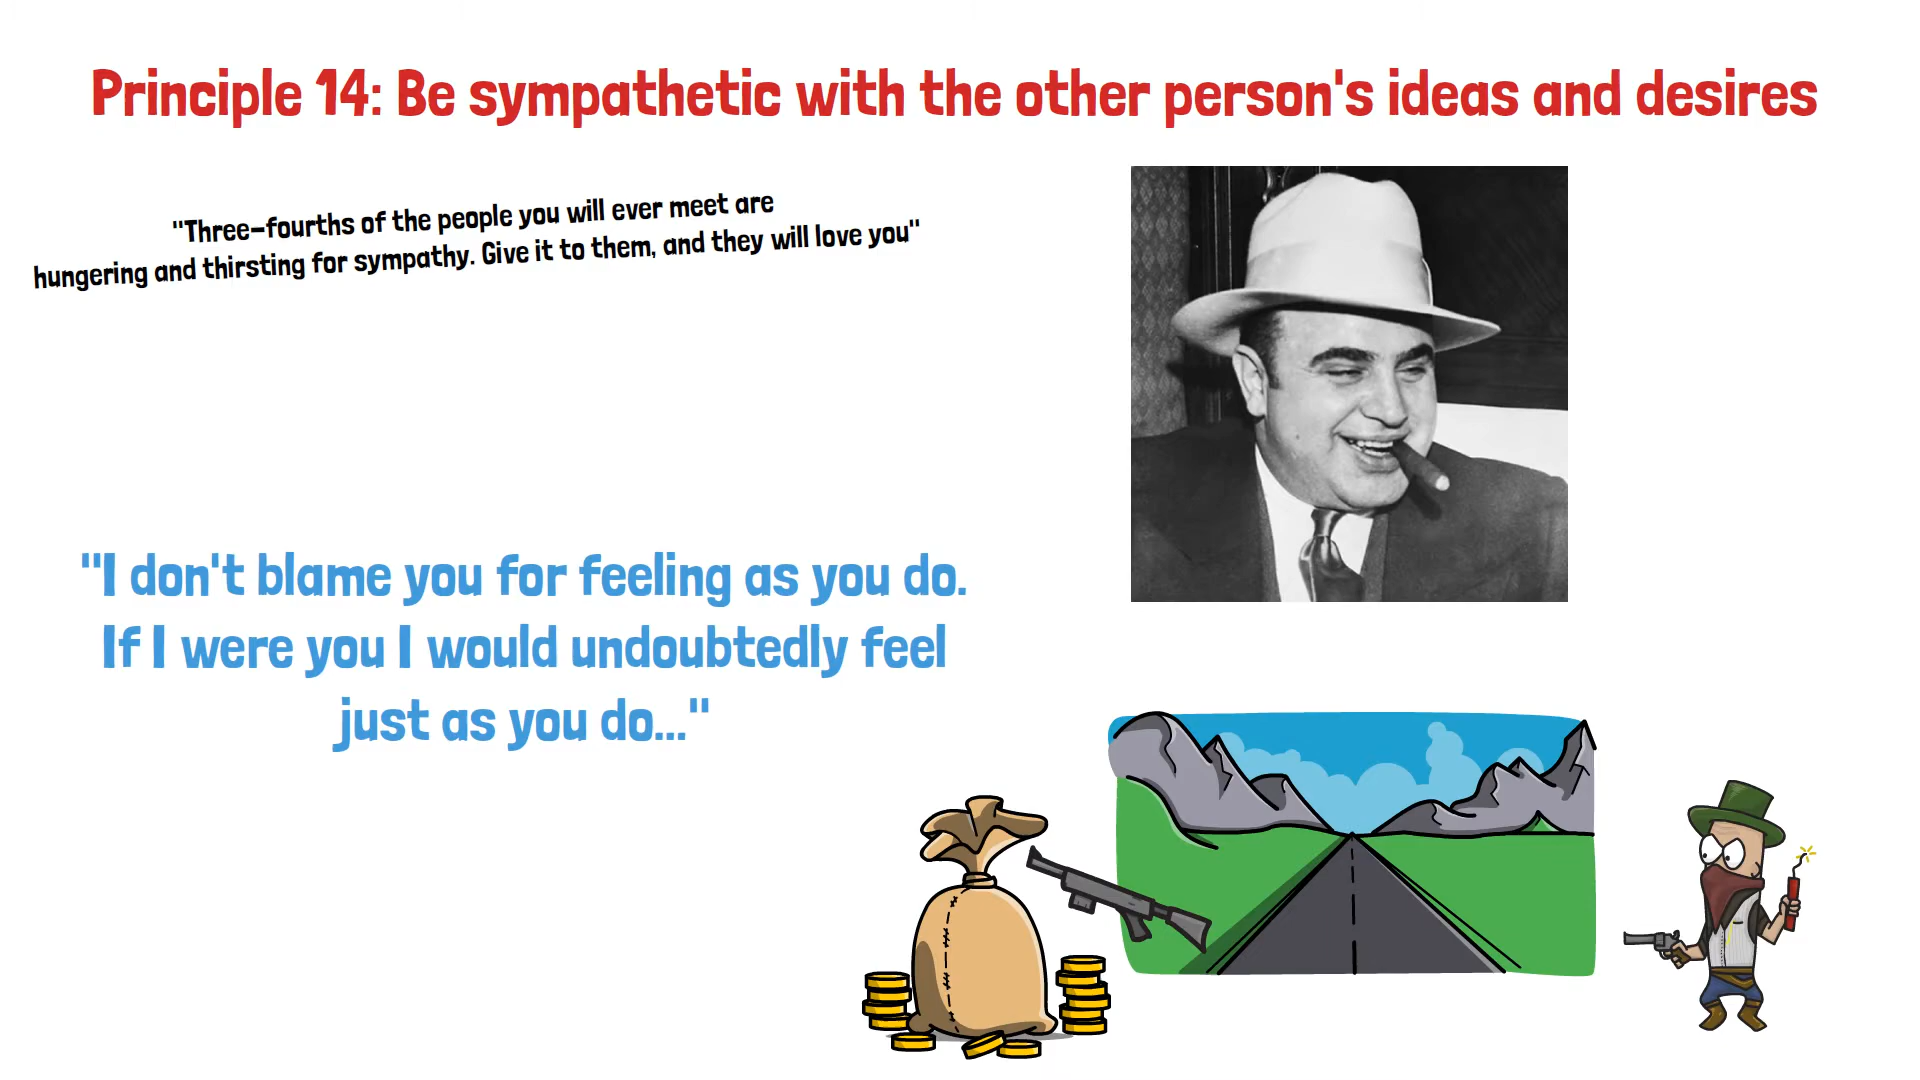 Principle 14: Be sympathetic with the other person's ideas and desires
"Three-fourths of the people you will ever meet are
hungering and thirsting for sympathy. Give it to them, and they will love you"
"I don't blame you for feeling as you do.
If I were you I would undoubtedly feel
just as you do..."